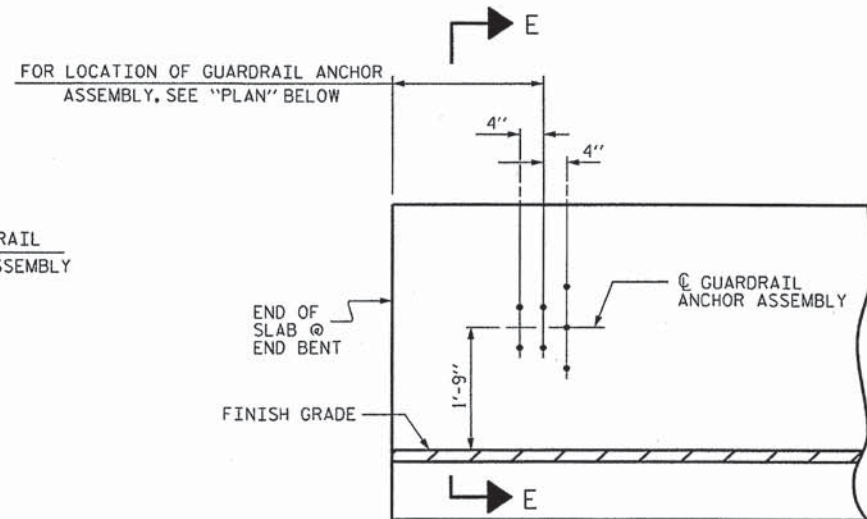 E
FOR LOCATION OF GUARDRAIL ANCHOR
ASSEMBLY, SEE "PLAN" BELOW
4"
4"
RAIL
SSEMBLY
℄ GUARDRAIL
ANCHOR ASSEMBLY
END OF
SLAB @
END BENT
1'-9"
FINISH GRADE
E